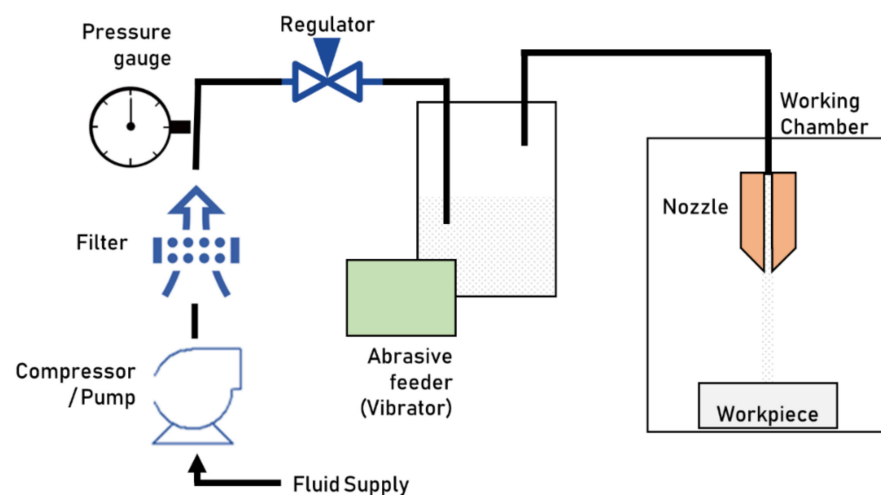 Pressure
gauge
Regulator
Working
Chamber
Nozzle
Filter
Abrasive
feeder
(Vibrator)
Compressor
/Pump
Workpiece
Fluid Supply